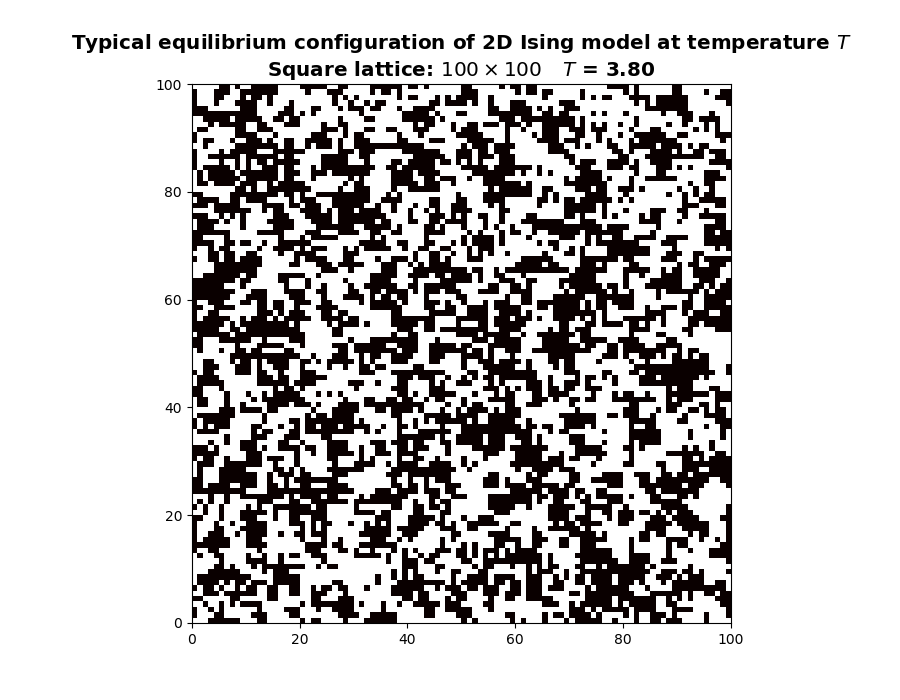 Typical equilibrium configuration of 2D Ising model at temperature T
Square lattice: 100 × 100 T = 3.80
100
80
60
40
20
0
0 20 40 60 80 100